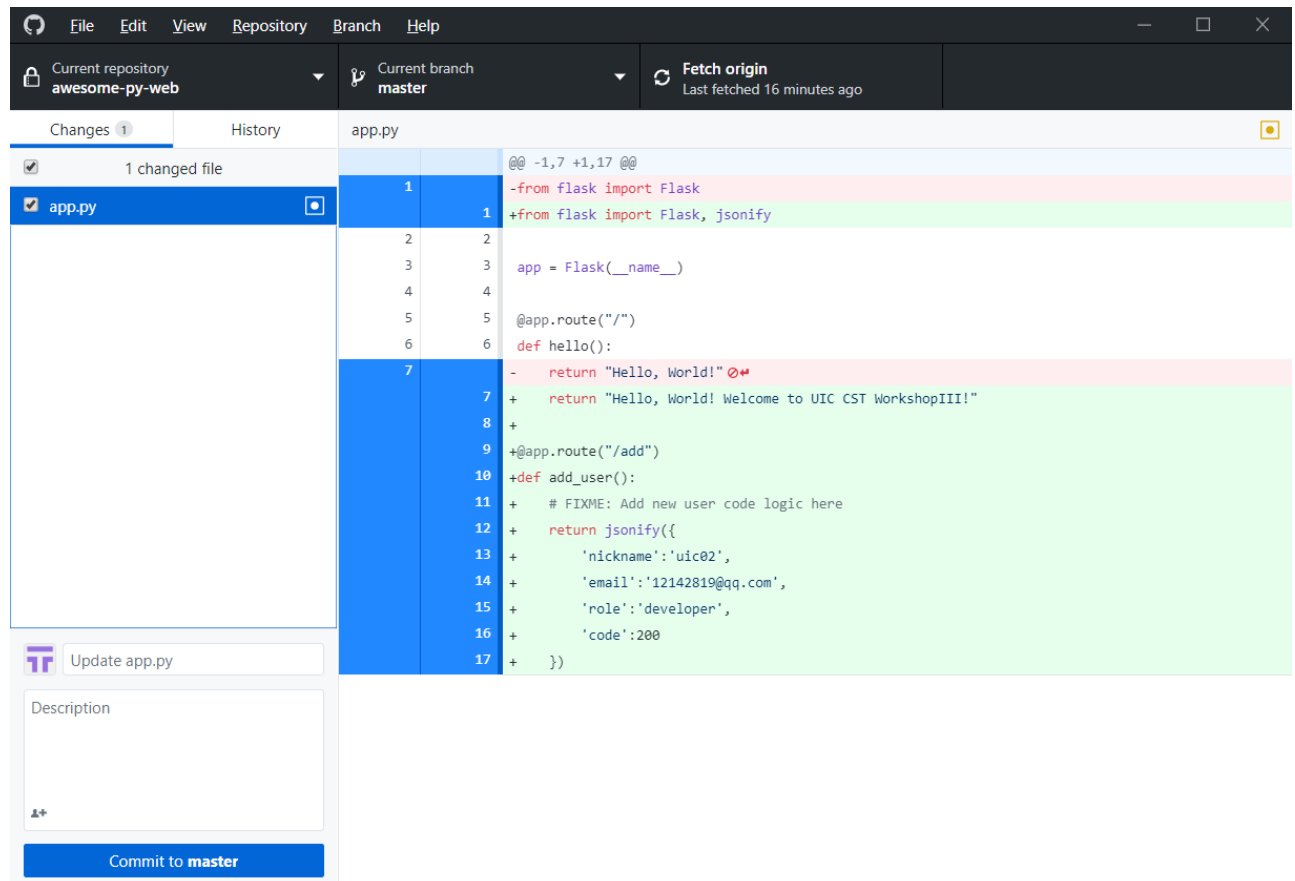 File Edit View Repository Branch Help
Current repository
awesome-py-web
Current branch
master
Fetch origin
Last fetched 16 minutes ago
Changes 1
History
app.py
1 changed file
app.py
@@ -1,7 +1,17 @@
1 -from flask import Flask
1 +from flask import Flask, jsonify
2 2
3 3 app = Flask(__name__)
4 4
5 5 @app.route("/")
6 6 def hello():
7 - return "Hello, World!"
7 + return "Hello, World! Welcome to UIC CST WorkshopIII!"
8 +
9 +@app.route("/add")
10 +def add_user():
11 + # FIXME: Add new user code logic here
12 + return jsonify({
13 + 'nickname':'uic02',
14 + 'email':'12142819@qq.com',
15 + 'role':'developer',
16 + 'code':200
17 + })
Update app.py
Description
Commit to master